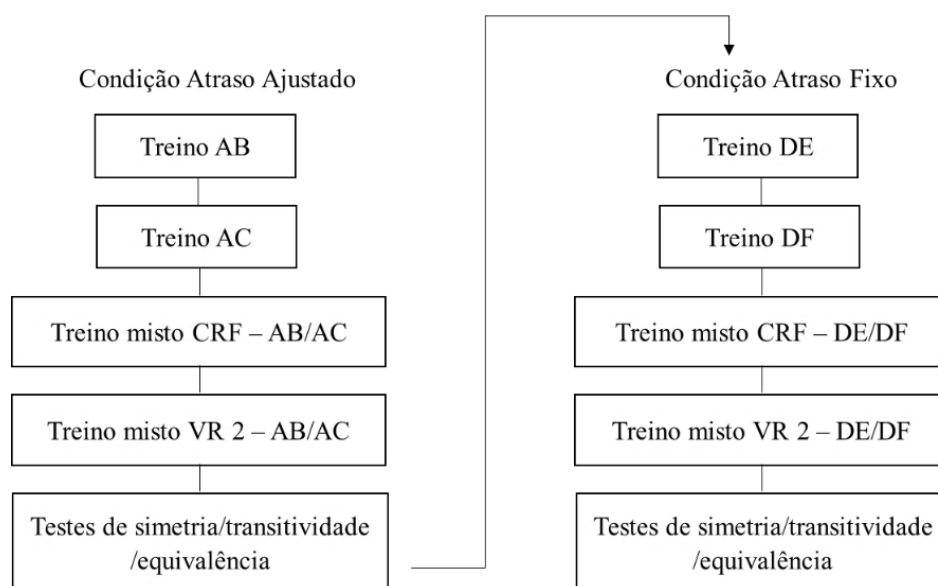 Condição Atraso Ajustado
Treino AB
Treino AC
Treino misto CRF – AB/AC
Treino misto VR 2 – AB/AC
Testes de simetria/transitividade
/equivalência
Condição Atraso Fixo
Treino DE
Treino DF
Treino misto CRF – DE/DF
Treino misto VR 2 – DE/DF
Testes de simetria/transitividade
/equivalência